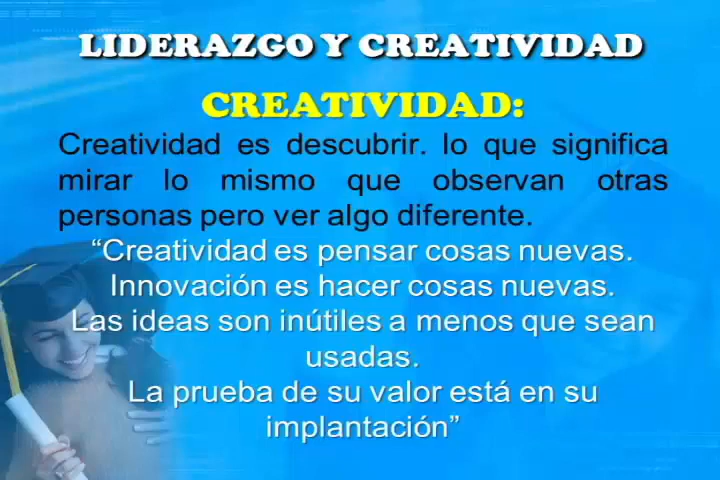 LIDERAZGO Y CREATIVIDAD
CREATIVIDAD:
Creatividad es descubrir. lo que significa
mirar lo mismo que observan otras
personas pero ver algo diferente.
“Creatividad es pensar cosas nuevas.
Innovación es hacer cosas nuevas.
Las ideas son inútiles a menos que sean
usadas.
La prueba de su valor está en su
implantación”